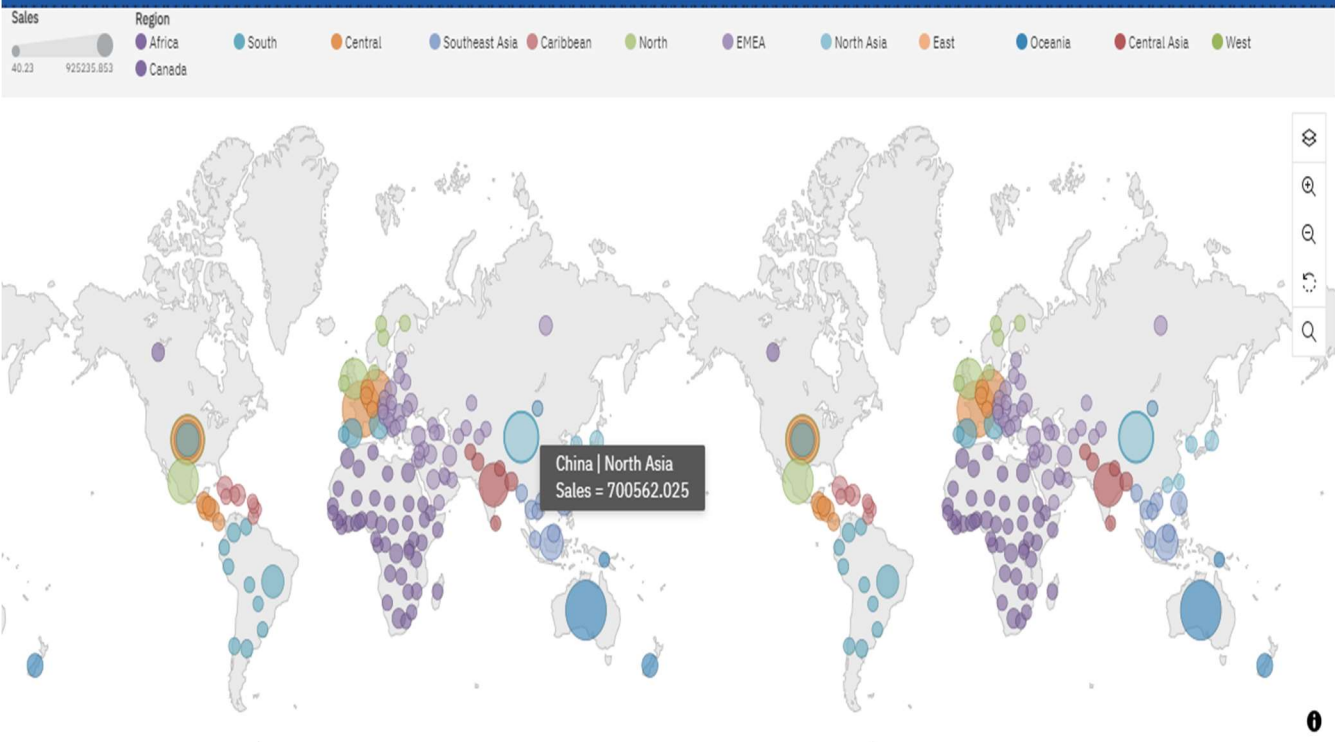 Sales
40.23 925235.853
Region
Africa South Central Southeast Asia Caribbean North EMEA North Asia East Oceania Central Asia West
Canada
China | North Asia
Sales = 700562.025
i